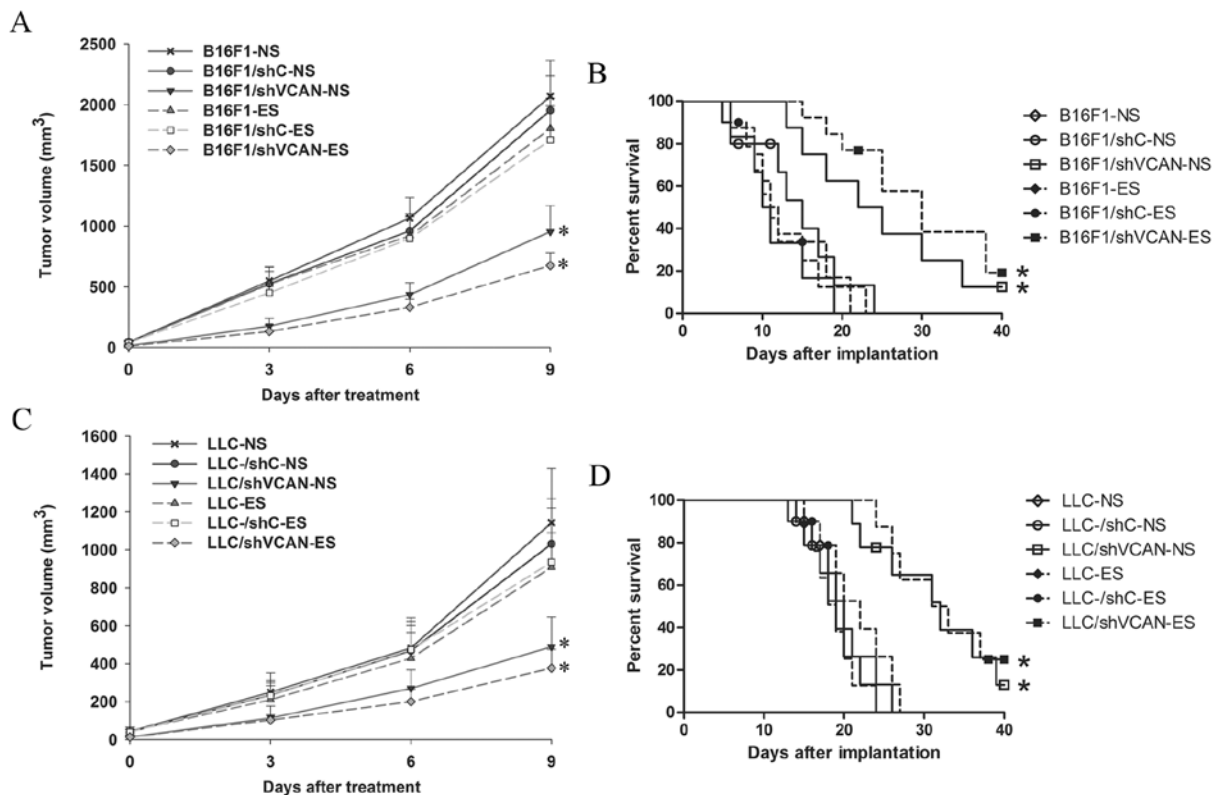 A
Tumor volume (mm3)
2500
2000
1500
1000
500
0
0 3 6 9
Days after treatment
B16F1-NS
B16F1/shC-NS
B16F1/shVCAN-NS
B16F1-ES
B16F1/shC-ES
B16F1/shVCAN-ES
*
*
B
Percent survival
100
80
60
40
20
0
0 10 20 30 40
Days after implantation
B16F1-NS
B16F1/shC-NS
B16F1/shVCAN-NS
B16F1-ES
B16F1/shC-ES
B16F1/shVCAN-ES
*
*
C
Tumor volume (mm3)
1600
1400
1200
1000
800
600
400
200
0
0 3 6 9
Days after treatment
LLC-NS
LLC-/shC-NS
LLC/shVCAN-NS
LLC-ES
LLC-/shC-ES
LLC/shVCAN-ES
*
*
D
Percent survival
100
80
60
40
20
0
0 10 20 30 40
Days after implantation
LLC-NS
LLC-/shC-NS
LLC/shVCAN-NS
LLC-ES
LLC-/shC-ES
LLC/shVCAN-ES
*
*